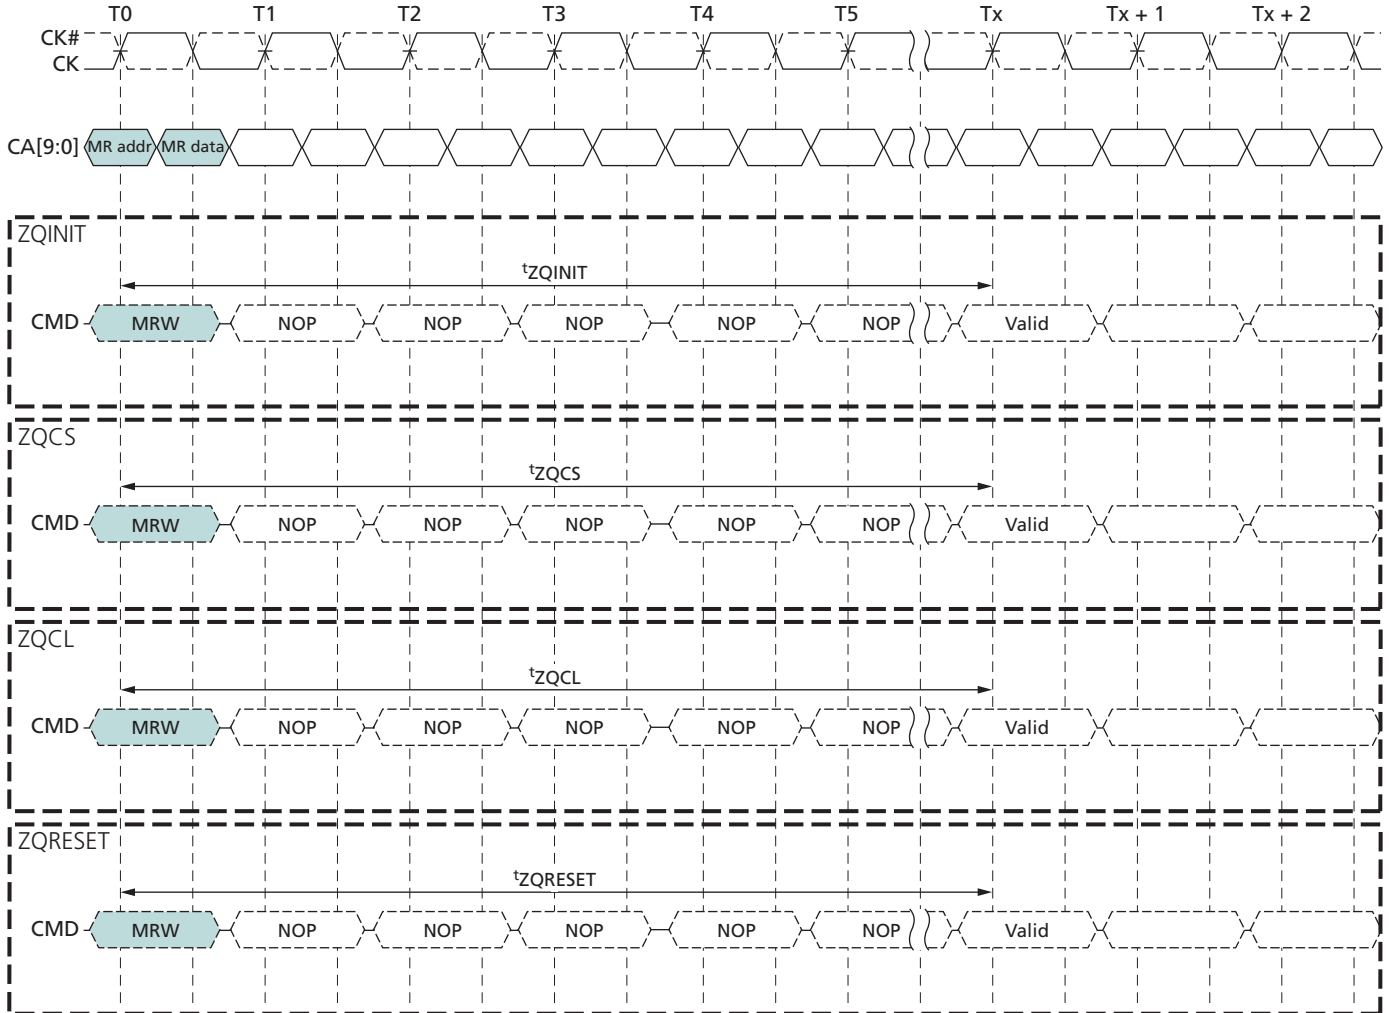 T0 T1 T2 T3 T4 T5 Tx Tx + 1 Tx + 2
CK#
CK
CA[9:0] MR addr MR data
ZQINIT
tZQINIT
CMD MRW NOP NOP NOP NOP NOP Valid
ZQCS
tZQCS
CMD MRW NOP NOP NOP NOP NOP Valid
ZQCL
tZQCL
CMD MRW NOP NOP NOP NOP NOP Valid
ZQRESET
tZQRESET
CMD MRW NOP NOP NOP NOP NOP Valid